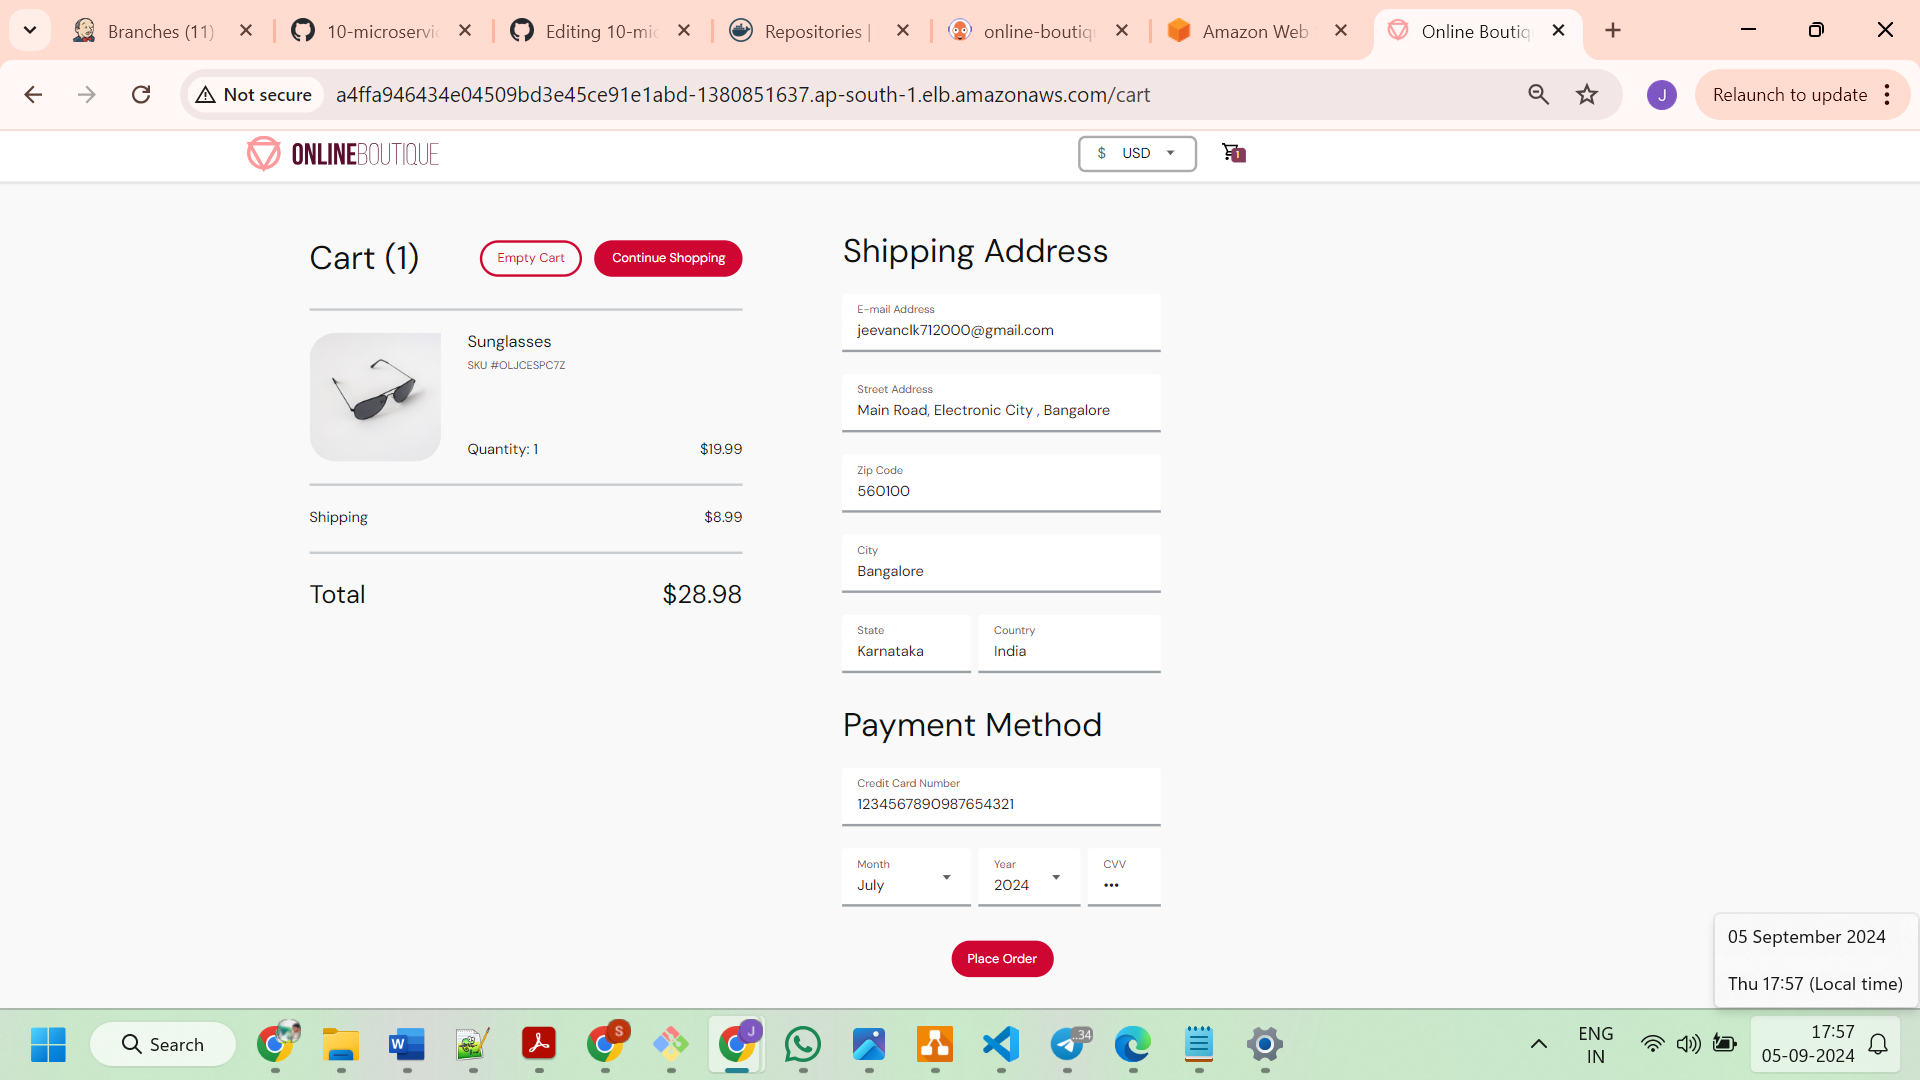 Branches (11)
10-microservi
Editing 10-mi
Repositories |
online-boutiq
Amazon Web
Online Boutiq
Not secure
a4ffa946434e04509bd3e45ce91e1abd-1380851637.ap-south-1.elb.amazonaws.com/cart
J
Relaunch to update
ONLINEBOUTIQUE
$ USD
1
Cart (1)
Empty Cart
Continue Shopping
Sunglasses
SKU #OLJCESPC7Z
Quantity: 1
$19.99
Shipping
$8.99
Total
$28.98
Shipping Address
E-mail Address
jeevanclk712000@gmail.com
Street Address
Main Road, Electronic City , Bangalore
Zip Code
560100
City
Bangalore
State
Karnataka
Country
India
Payment Method
Credit Card Number
1234567890987654321
Month
July
Year
2024
CVV
•••
Place Order
05 September 2024
Thu 17:57 (Local time)
Search
W
S
J
.34
ENG
IN
17:57
05-09-2024